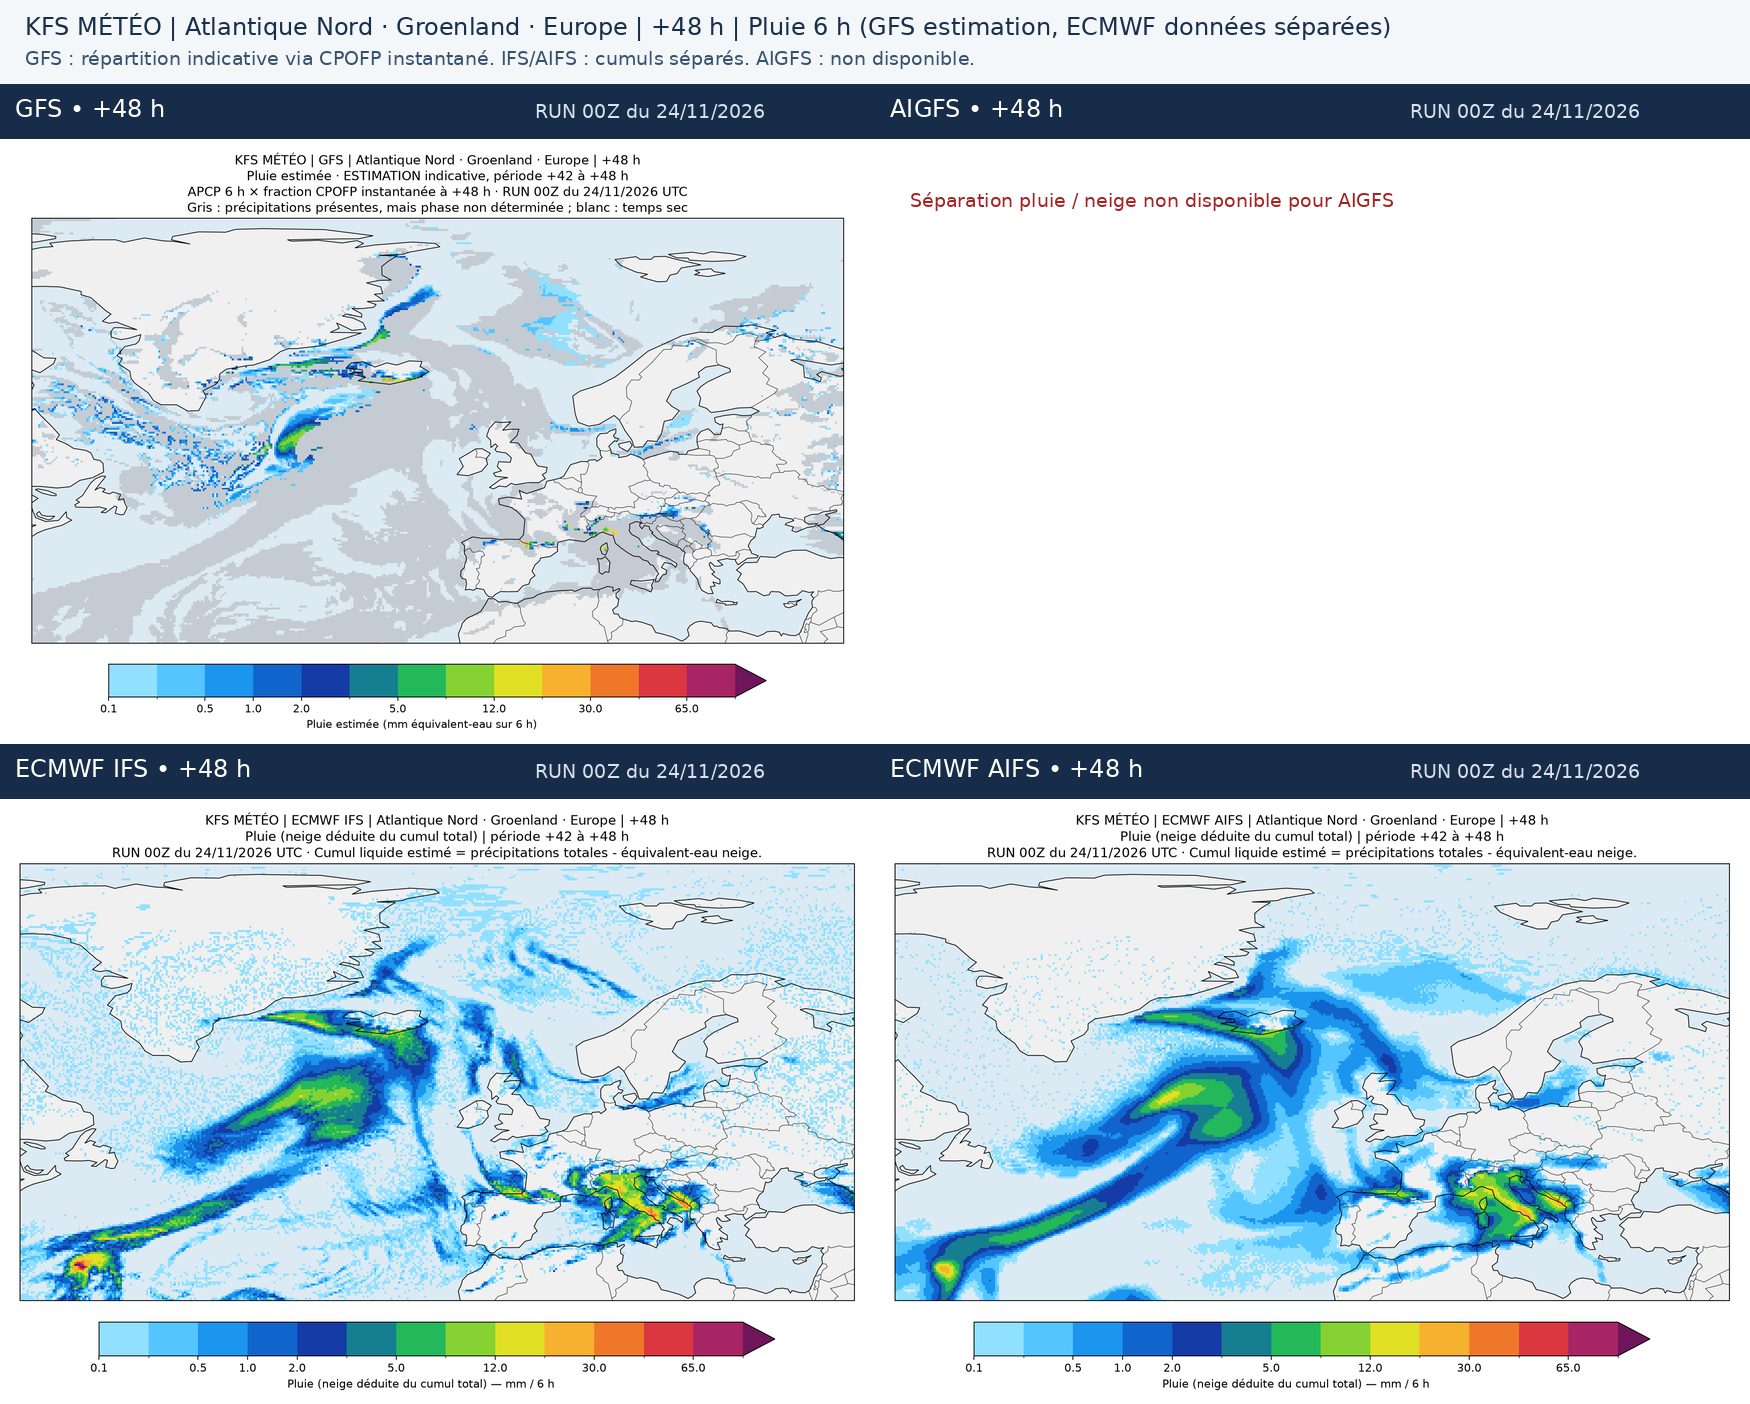 KFS MÉTÉO | Atlantique Nord · Groenland · Europe | +48 h | Pluie 6 h (GFS estimation, ECMWF données séparées)
GFS : répartition indicative via CPOFP instantané. IFS/AIFS : cumuls séparés. AIGFS : non disponible.
GFS • +48 h
RUN 00Z du 24/11/2026
AIGFS • +48 h
RUN 00Z du 24/11/2026
KFS MÉTÉO | GFS | Atlantique Nord · Groenland · Europe | +48 h
Pluie estimée · ESTIMATION indicative, période +42 à +48 h
APCP 6 h × fraction CPOFP instantanée à +48 h · RUN 00Z du 24/11/2026 UTC
Gris : précipitations présentes, mais phase non déterminée ; blanc : temps sec
Séparation pluie / neige non disponible pour AIGFS
0.1 0.5 1.0 2.0 5.0 12.0 30.0 65.0
Pluie estimée (mm équivalent-eau sur 6 h)
ECMWF IFS • +48 h
RUN 00Z du 24/11/2026
ECMWF AIFS • +48 h
RUN 00Z du 24/11/2026
KFS MÉTÉO | ECMWF IFS | Atlantique Nord · Groenland · Europe | +48 h
Pluie (neige déduite du cumul total) | période +42 à +48 h
RUN 00Z du 24/11/2026 UTC · Cumul liquide estimé = précipitations totales - équivalent-eau neige.
KFS MÉTÉO | ECMWF AIFS | Atlantique Nord · Groenland · Europe | +48 h
Pluie (neige déduite du cumul total) | période +42 à +48 h
RUN 00Z du 24/11/2026 UTC · Cumul liquide estimé = précipitations totales - équivalent-eau neige.
0.1 0.5 1.0 2.0 5.0 12.0 30.0 65.0
Pluie (neige déduite du cumul total) — mm / 6 h
0.1 0.5 1.0 2.0 5.0 12.0 30.0 65.0
Pluie (neige déduite du cumul total) — mm / 6 h